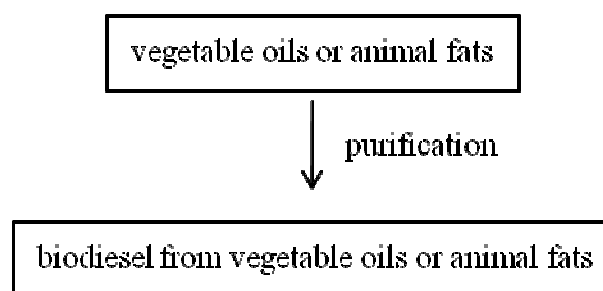 vegetable oils or animal fats
purification
biodiesel from vegetable oils or animal fats